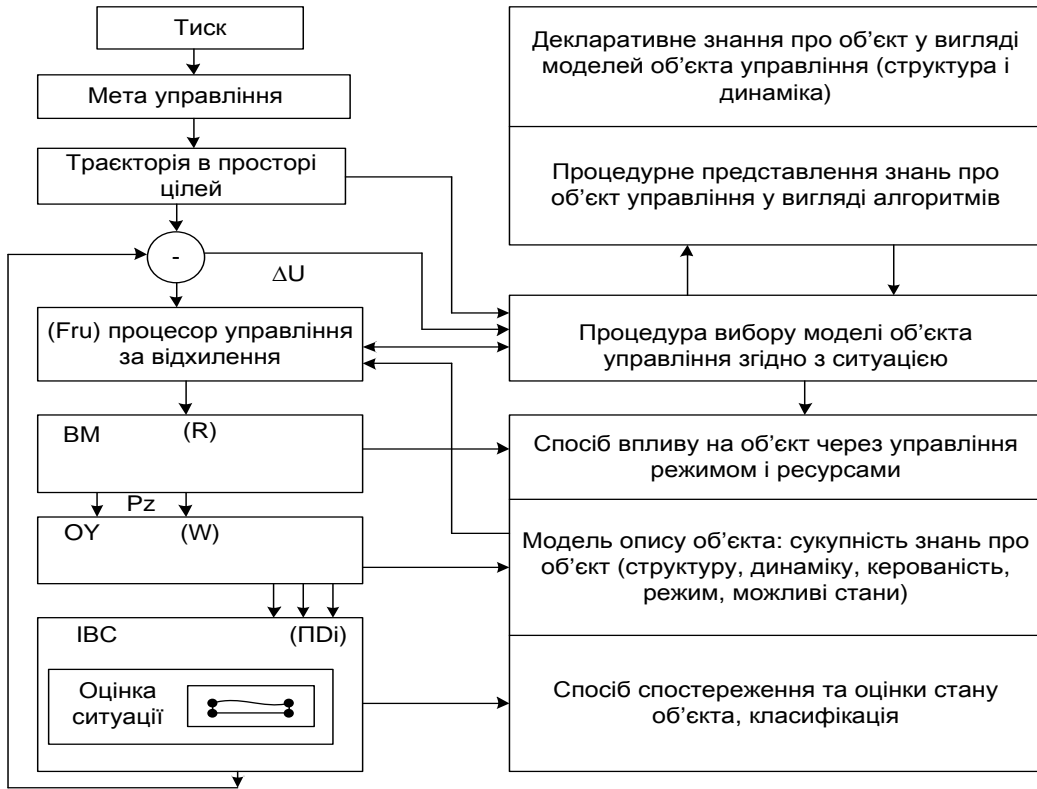 Тиск
Мета управління
Траєкторія в просторі
цілей
-
ΔU
(Fru) процесор управління
за відхилення
ВМ (R)
Pz
ОУ (W)
ІВС (ПDi)
Оцінка
ситуації
Декларативне знання про об’єкт у вигляді
моделей об’єкта управління (структура і
динаміка)
Процедурне представлення знань про
об’єкт управління у вигляді алгоритмів
Процедура вибору моделі об’єкта
управління згідно з ситуацією
Спосіб впливу на об’єкт через управління
режимом і ресурсами
Модель опису об’єкта: сукупність знань про
об’єкт (структуру, динаміку, керованість,
режим, можливі стани)
Спосіб спостереження та оцінки стану
об’єкта, класифікація